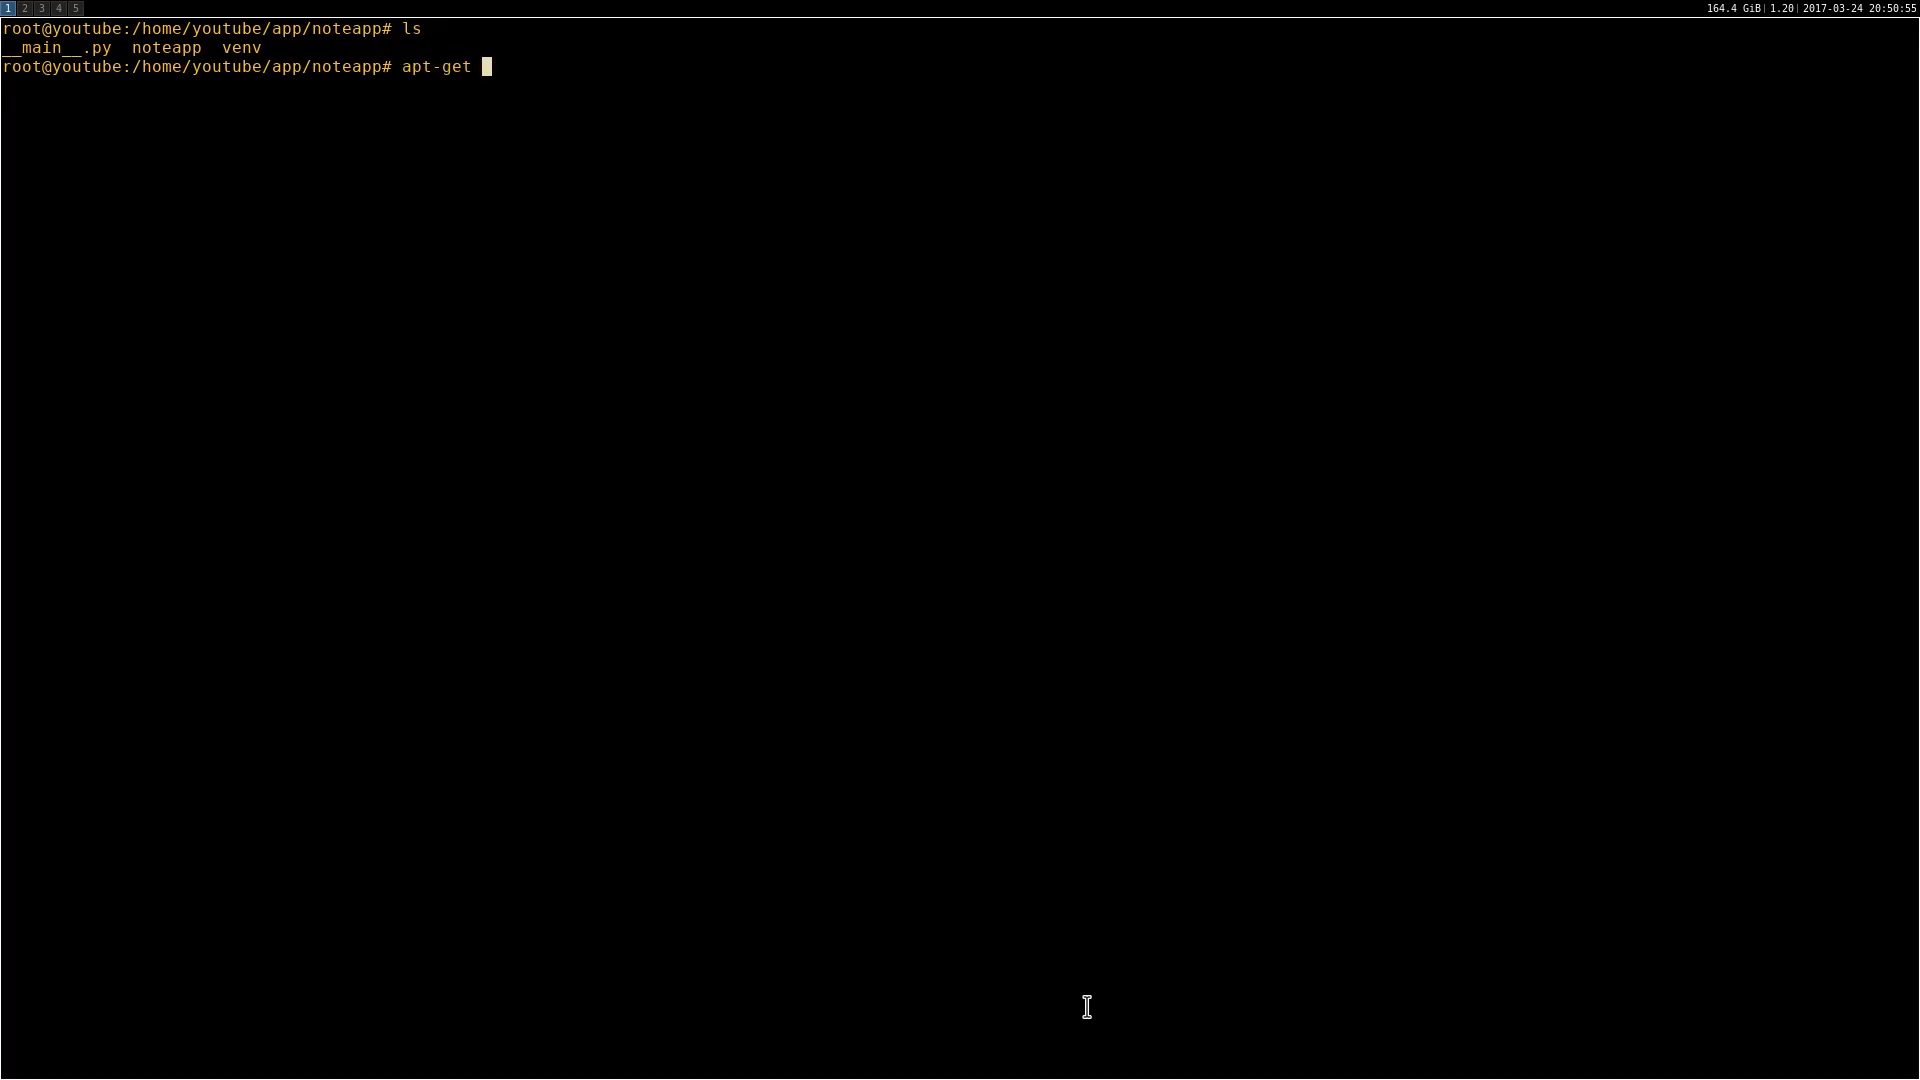 1 2 3 4 5 164.4 GiB| 1.20| 2017-03-24 20:50:55
root@youtube:/home/youtube/app/noteapp# ls
__main__.py  noteapp  venv
root@youtube:/home/youtube/app/noteapp# apt-get